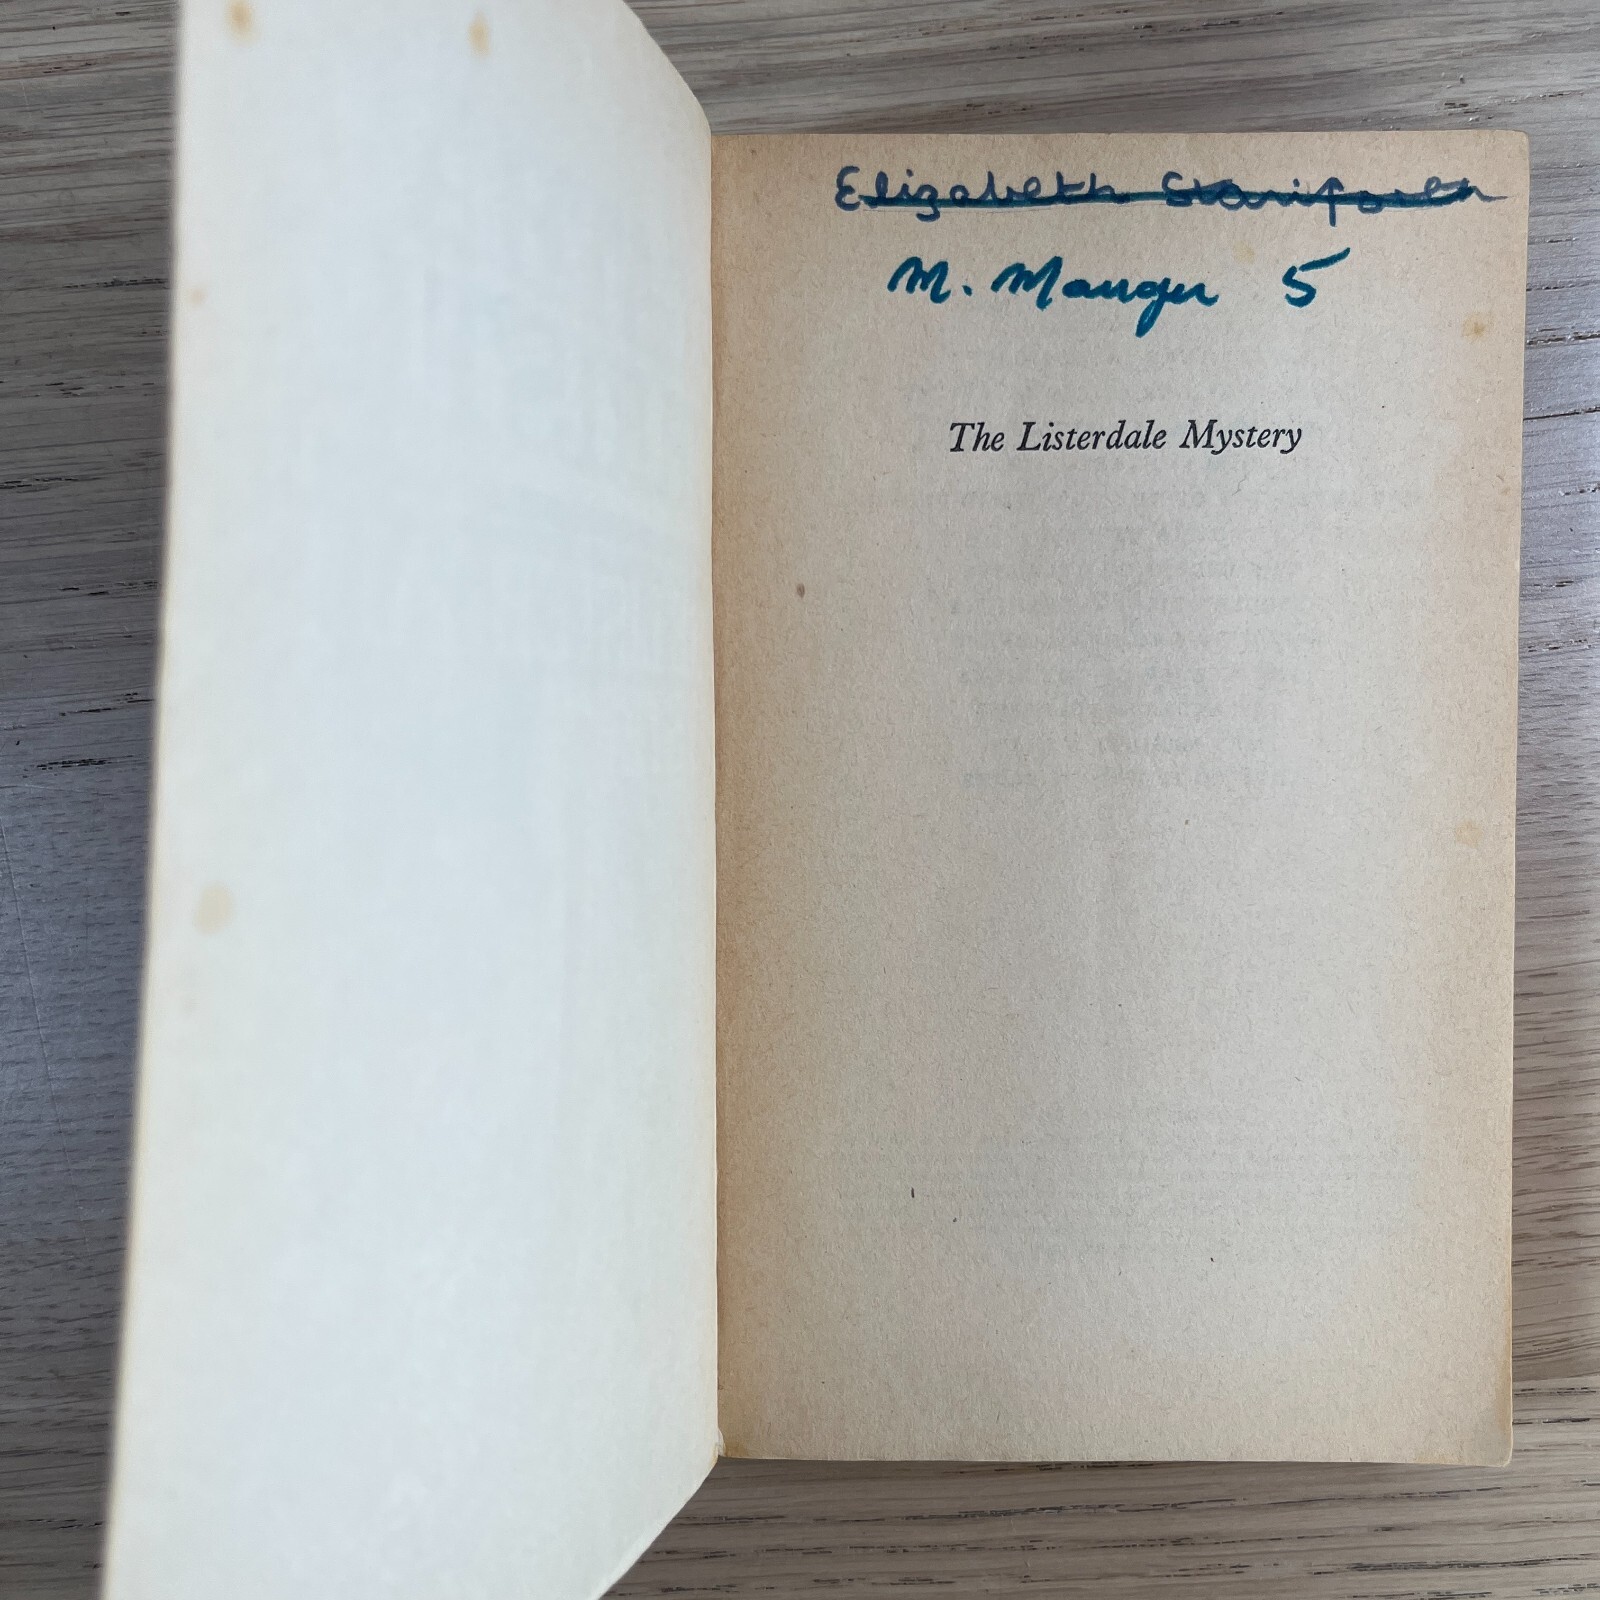 Elizabeth Staniforth
M. Mauger 5
The Listerdale Mystery